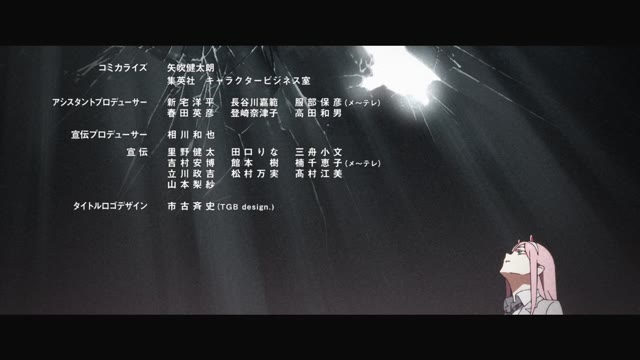 コミカライズ 矢吹健太朗
集英社 キャラクタービジネス室
アシスタントプロデューサー 新宅洋平 長谷川嘉範 服部保彦(メ〜テレ)
春田英彦 登崎奈津子 高田和男
宣伝プロデューサー 相川和也
宣伝 里野健太 田口りな 三舟小文
吉村安博 館本樹 楠千恵子(メ〜テレ)
立川政吉 松村万実 髙村江美
山本梨紗
タイトルロゴデザイン 市古斉史(TGB design.)